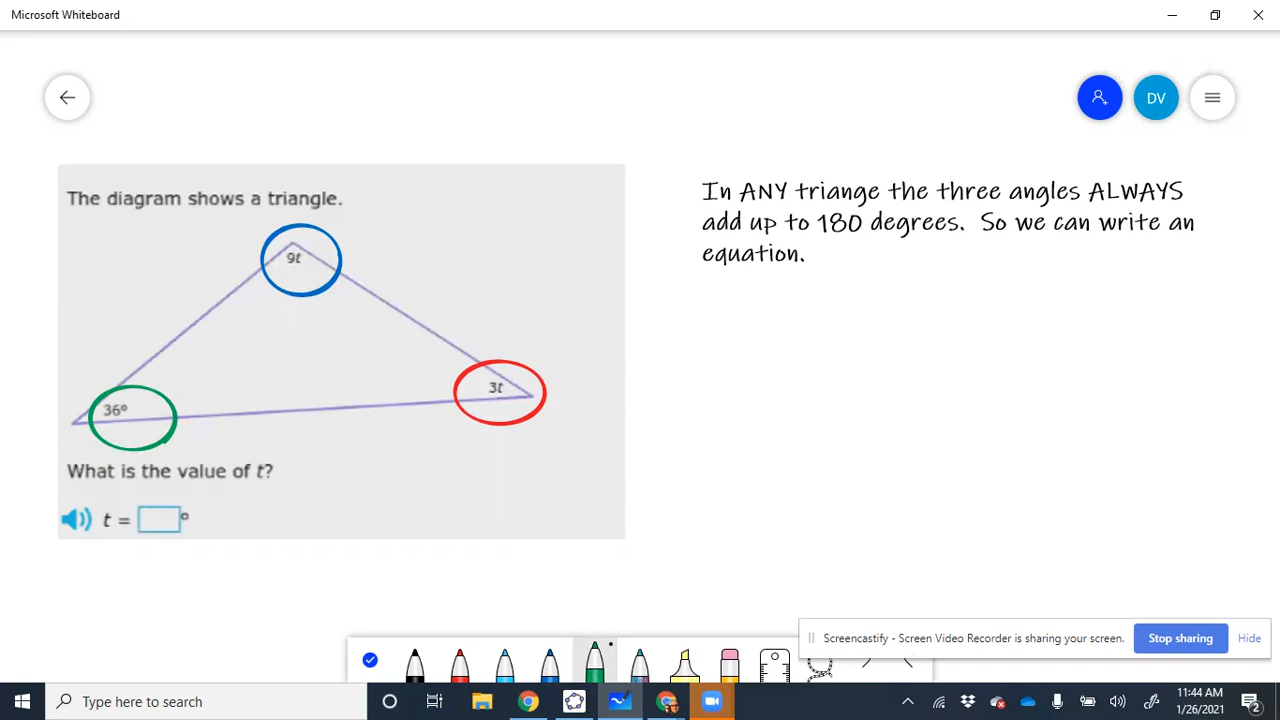 Microsoft Whiteboard
DV
The diagram shows a triangle.
In ANY triange the three angles ALWAYS
add up to 180 degrees. So we can write an
equation.
9t
3t
36°
What is the value of t?
t = °
Screencastify - Screen Video Recorder is sharing your screen.
Stop sharing
Hide
Type here to search
11:44 AM
1/26/2021
2